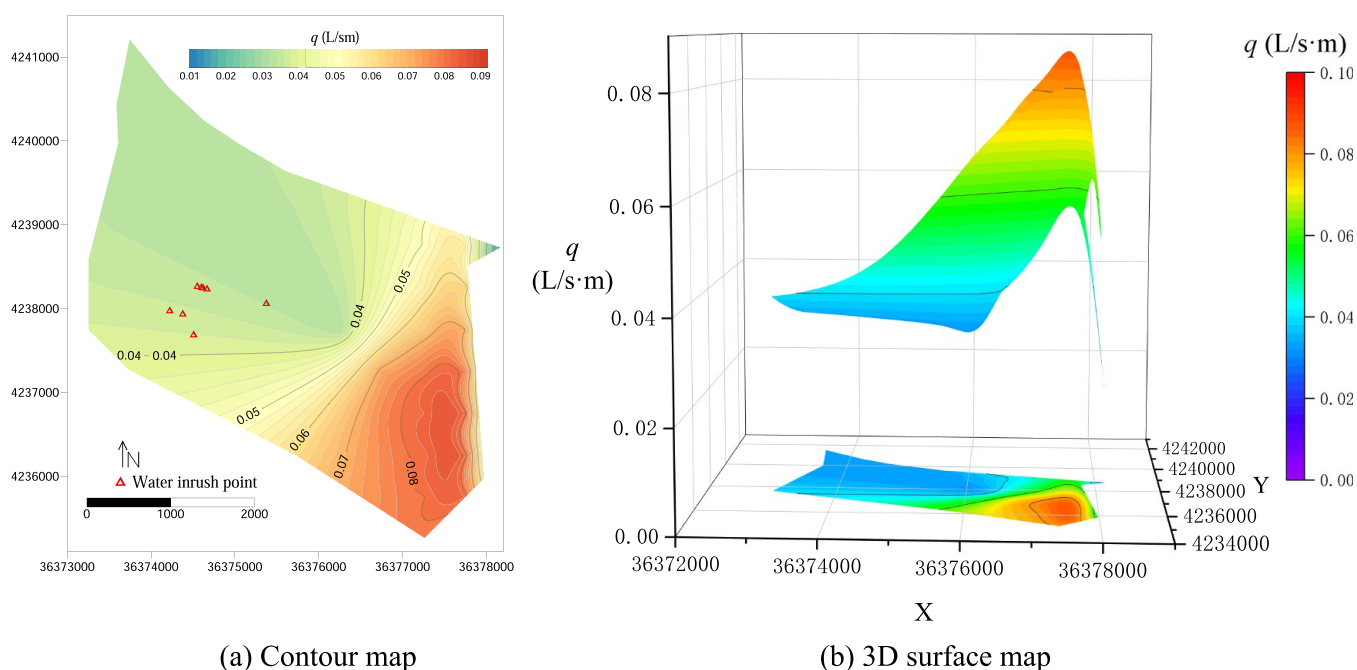 q (L/sm)
0.01 0.02 0.03 0.04 0.05 0.06 0.07 0.08 0.09
4241000
4240000
4239000
4238000
4237000
4236000
0.05
0.04
0.04
0.04
0.05
0.06
0.07
0.08
N
Water inrush point
0 1000 2000
36373000 36374000 36375000 36376000 36377000 36378000
(a) Contour map
q (L/s·m)
0.10
0.08
0.06
0.04
0.02
0.00
q
(L/s·m)
0.08
0.06
0.04
0.02
0.00
4242000
4240000
4238000
4236000
4234000
Y
36372000 36374000 36376000 36378000
X
(b) 3D surface map